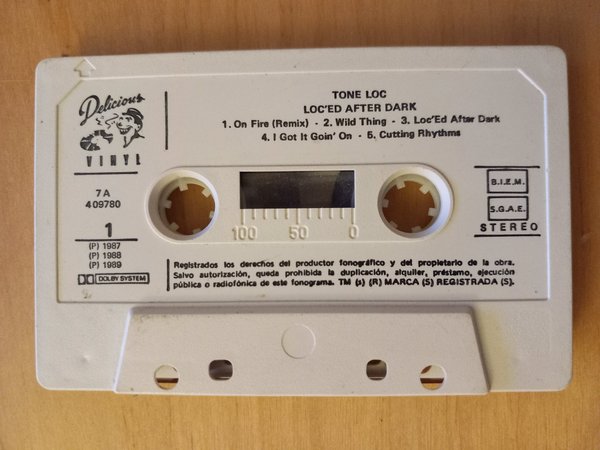 Delicious
VINYL
TONE LOC
LOC'ED AFTER DARK
1. On Fire (Remix) - 2. Wild Thing - 3. Loc'Ed After Dark
4. I Got It Goin' On - 5. Cutting Rhythms
7 A
409780
1
(P) 1987
(P) 1988
(P) 1989
DOLBY SYSTEM
100 50 0
B.I.E.M.
S.G.A.E.
STEREO
Registrados los derechos del productor fonográfico y del propietario de la obra.
Salvo autorización, queda prohibida la duplicación, alquiler, préstamo, ejecución
pública o radiofónica de este fonograma. TM (s) (R) MARCA (S) REGISTRADA (S).